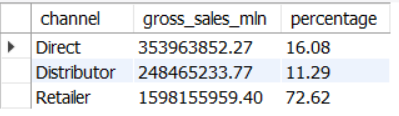 channel gross_sales_mln percentage
Direct 353963852.27 16.08
Distributor 248465233.77 11.29
Retailer 1598155959.40 72.62